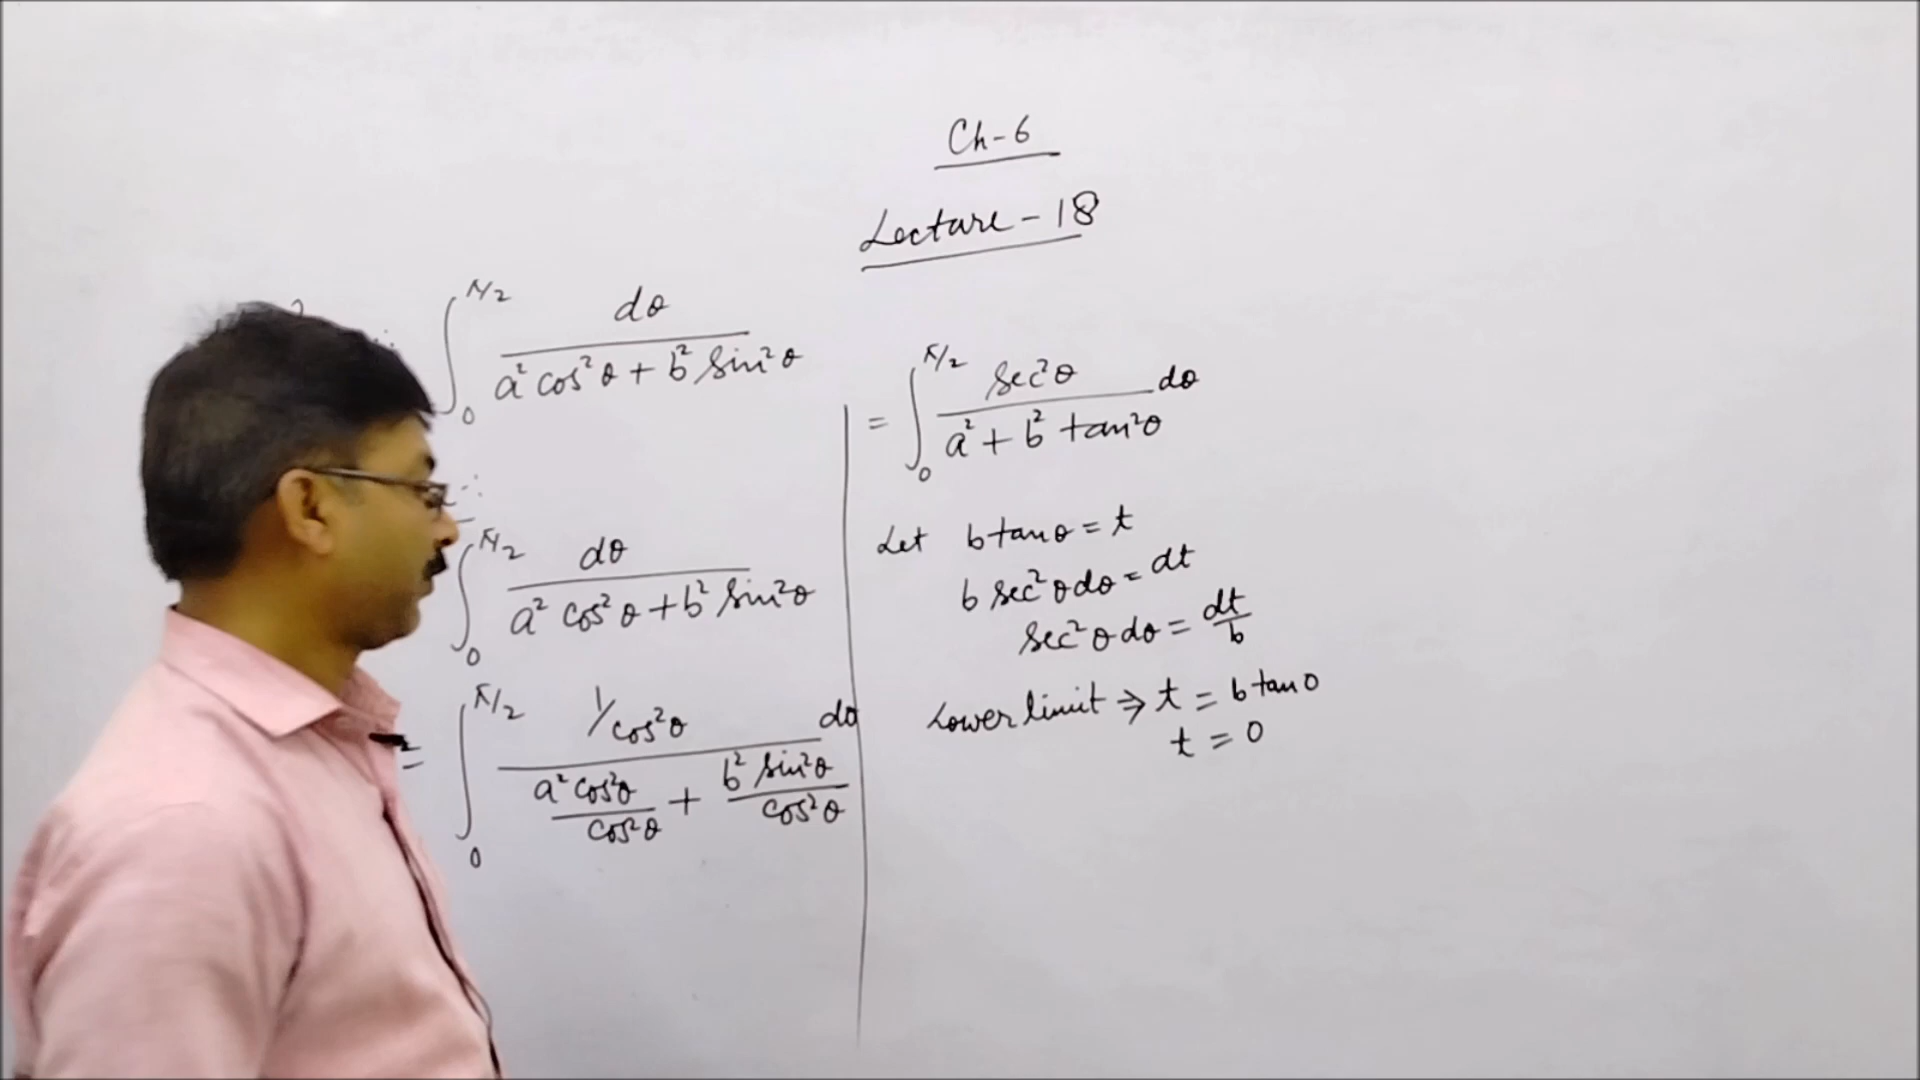 Ch-6
Lecture - 18
∫₀^π/2 dθ / (a² cos²θ + b² sin²θ)
∫₀^π/2 dθ / (a² cos²θ + b² sin²θ)
= ∫₀^π/2 (1/cos²θ) / (a² cos²θ/cos²θ + b² sin²θ/cos²θ) dθ
= ∫₀^π/2 sec²θ / (a² + b² tan²θ) dθ
Let b tanθ = t
b sec²θ dθ = dt
sec²θ dθ = dt/b
Lower limit ⇒ t = b tan 0
t = 0